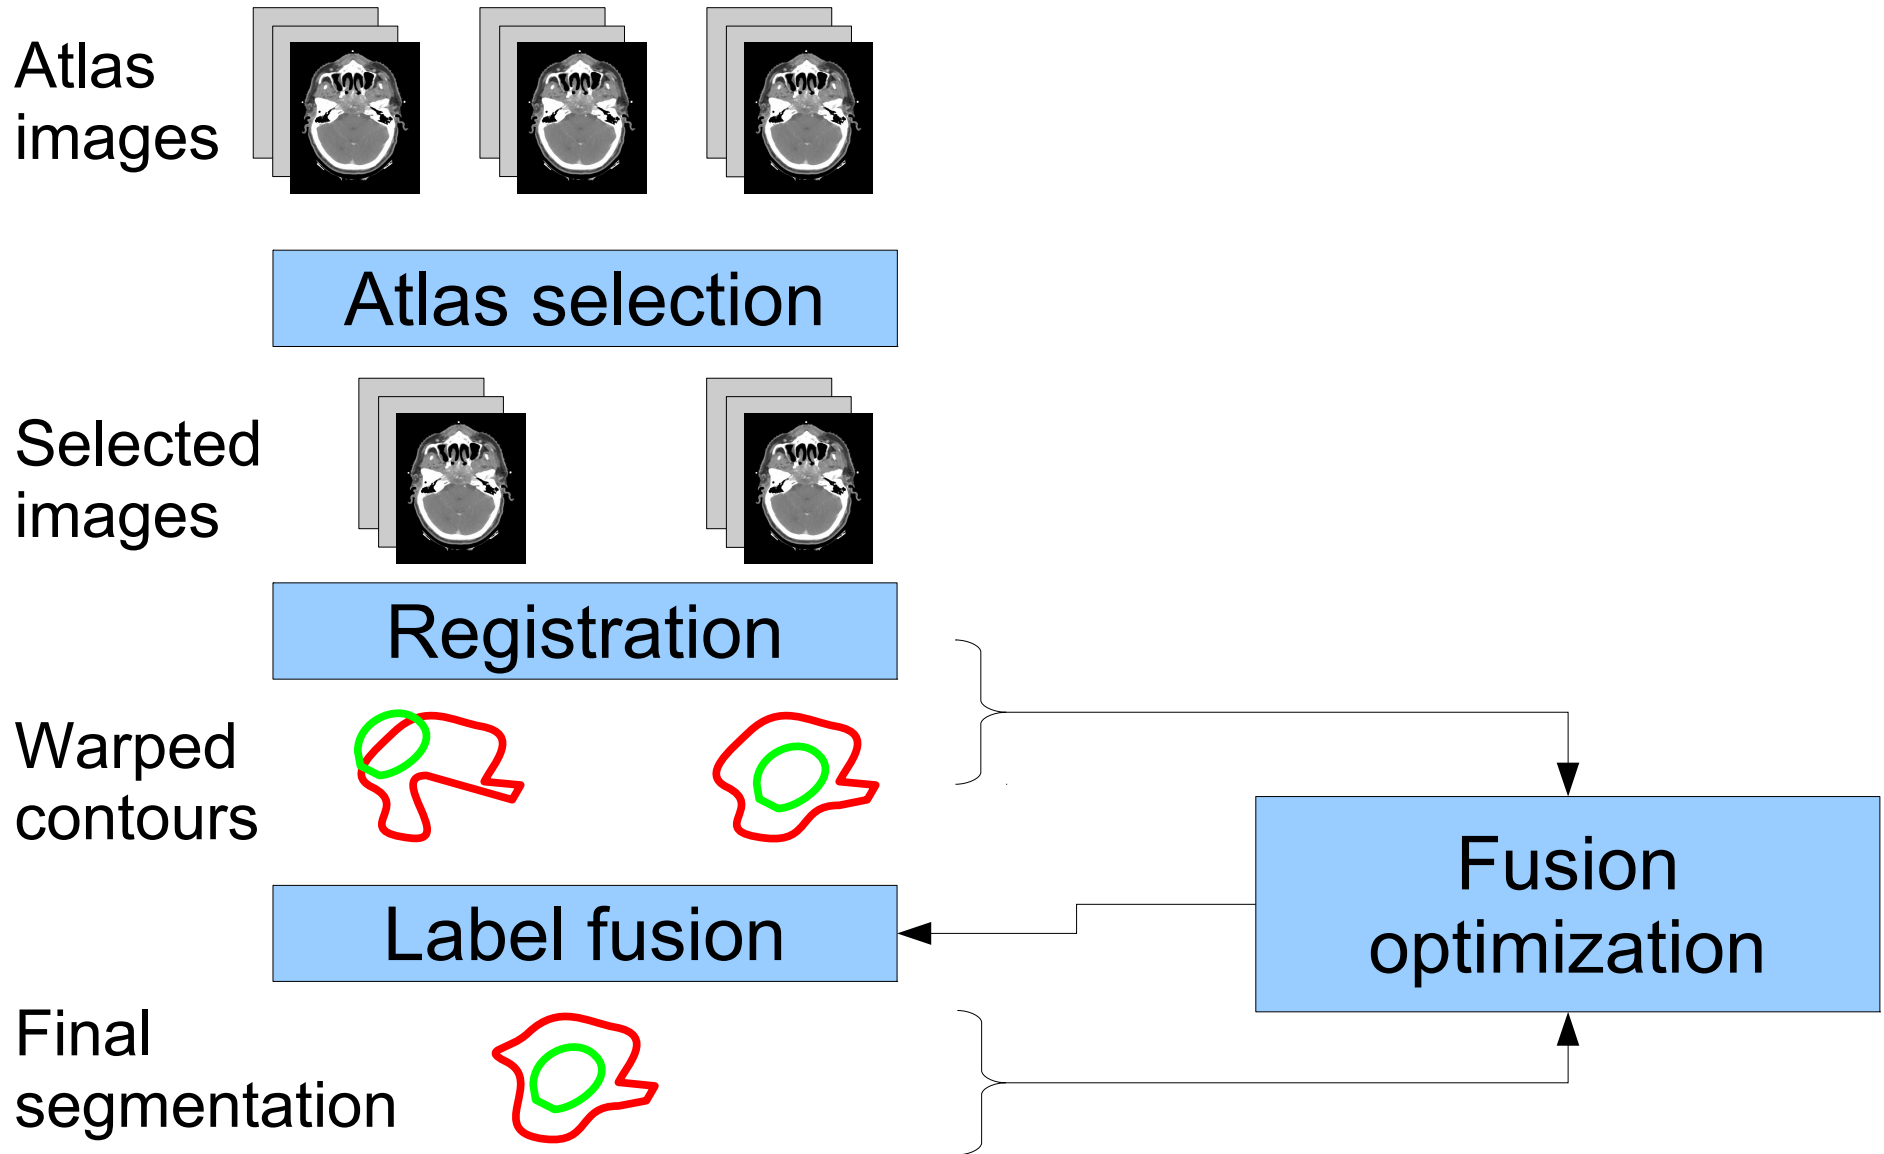 Atlas
images
Atlas selection
Selected
images
Registration
Warped
contours
Fusion
optimization
Label fusion
Final
segmentation